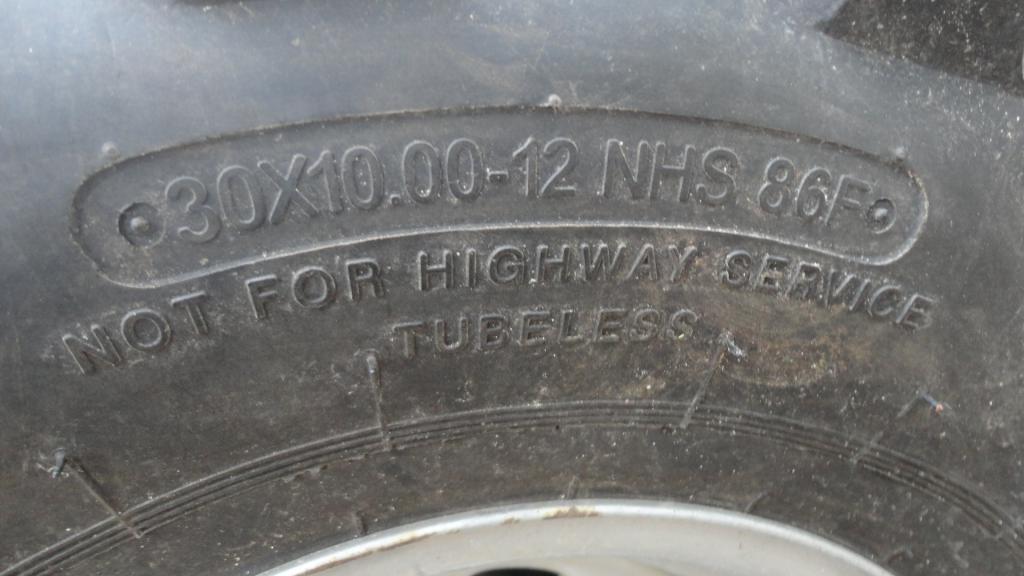 30X10.00-12 NHS 86F
NOT FOR HIGHWAY SERVICE
TUBELESS